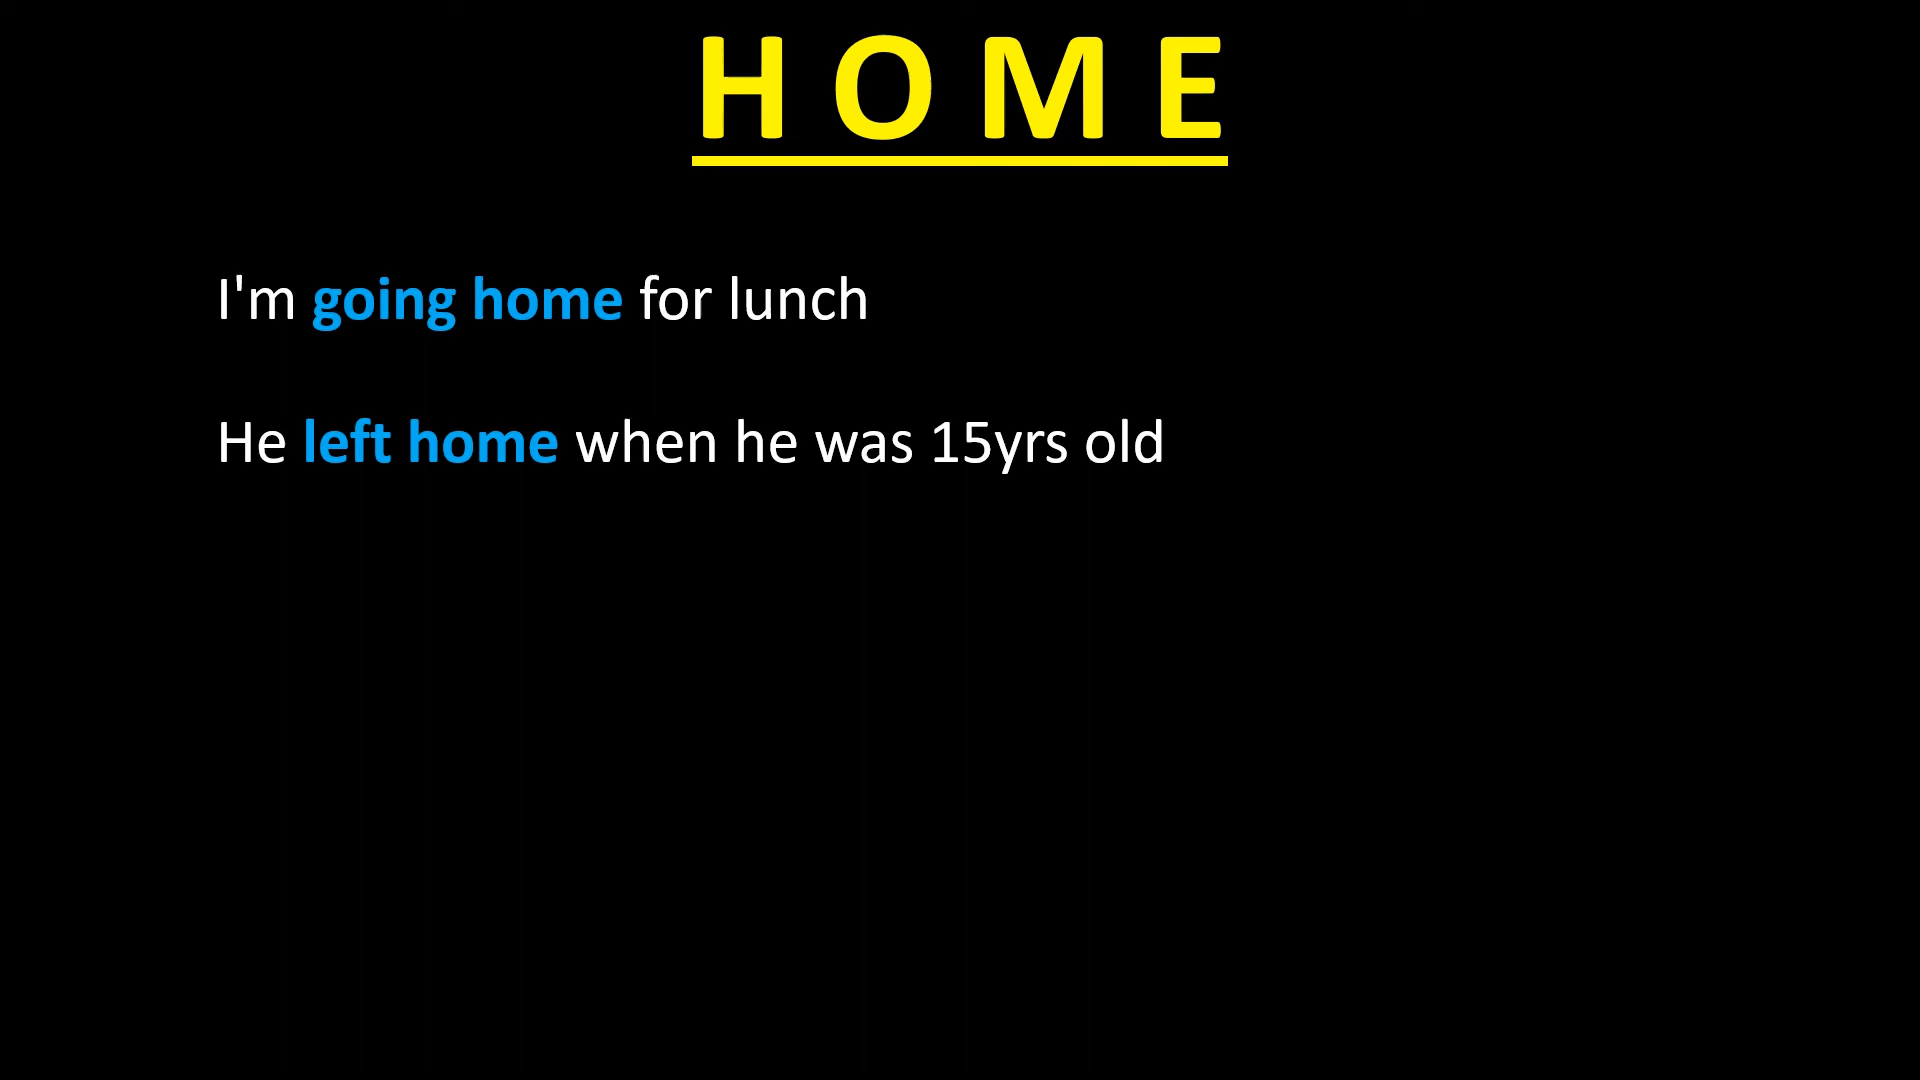 H O M E
I'm going home for lunch
He left home when he was 15yrs old